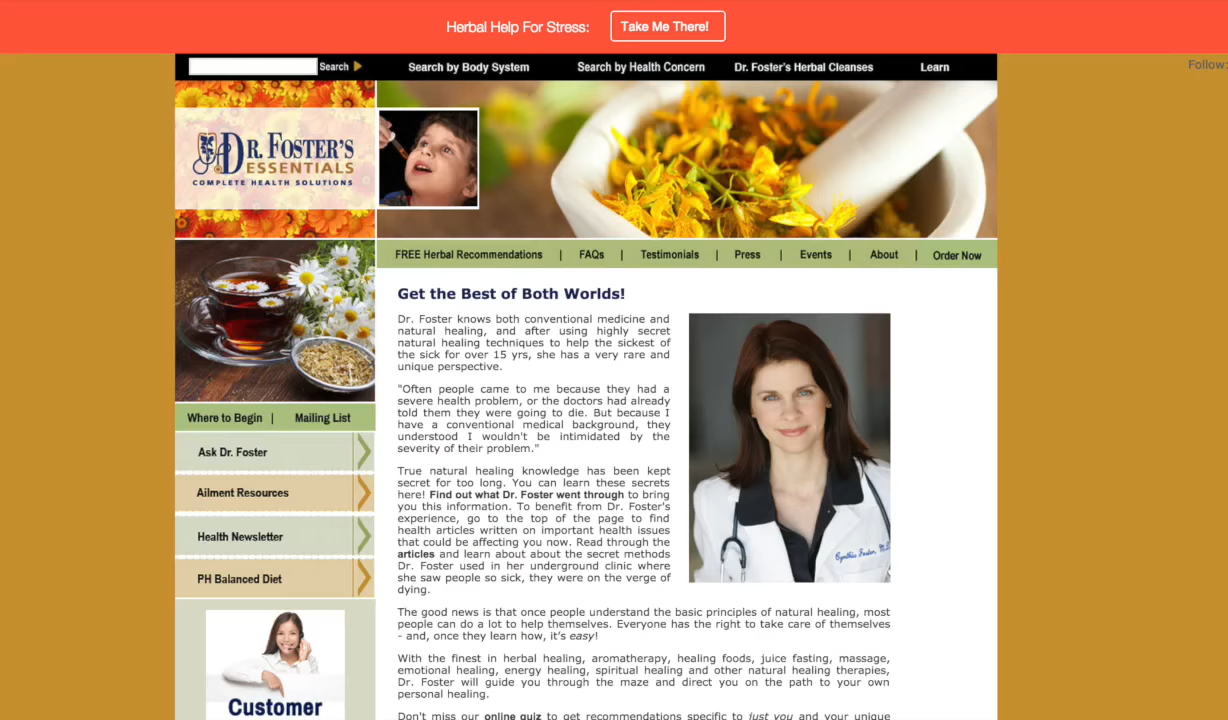 Herbal Help For Stress: Take Me There!
Follow:
Search Search by Body System Search by Health Concern Dr. Foster's Herbal Cleanses Learn
DR. FOSTER'S
ESSENTIALS
COMPLETE HEALTH SOLUTIONS
FREE Herbal Recommendations | FAQs | Testimonials | Press | Events | About | Order Now
Where to Begin | Mailing List
Ask Dr. Foster
Ailment Resources
Health Newsletter
PH Balanced Diet
Customer
Get the Best of Both Worlds!
Dr. Foster knows both conventional medicine and
natural healing, and after using highly secret
natural healing techniques to help the sickest of
the sick for over 15 yrs, she has a very rare and
unique perspective.
"Often people came to me because they had a
severe health problem, or the doctors had already
told them they were going to die. But because I
have a conventional medical background, they
understood I wouldn't be intimidated by the
severity of their problem."
True natural healing knowledge has been kept
secret for too long. You can learn these secrets
here! Find out what Dr. Foster went through to bring
you this information. To benefit from Dr. Foster's
experience, go to the top of the page to find
health articles written on important health issues
that could be affecting you now. Read through the
articles and learn about about the secret methods
Dr. Foster used in her underground clinic where
she saw people so sick, they were on the verge of
dying.
Cynthia Foster, M.D.
The good news is that once people understand the basic principles of natural healing, most
people can do a lot to help themselves. Everyone has the right to take care of themselves
- and, once they learn how, it's easy!
With the finest in herbal healing, aromatherapy, healing foods, juice fasting, massage,
emotional healing, energy healing, spiritual healing and other natural healing therapies,
Dr. Foster will guide you through the maze and direct you on the path to your own
personal healing.
Don't miss our online quiz to get recommendations specific to just you and your unique